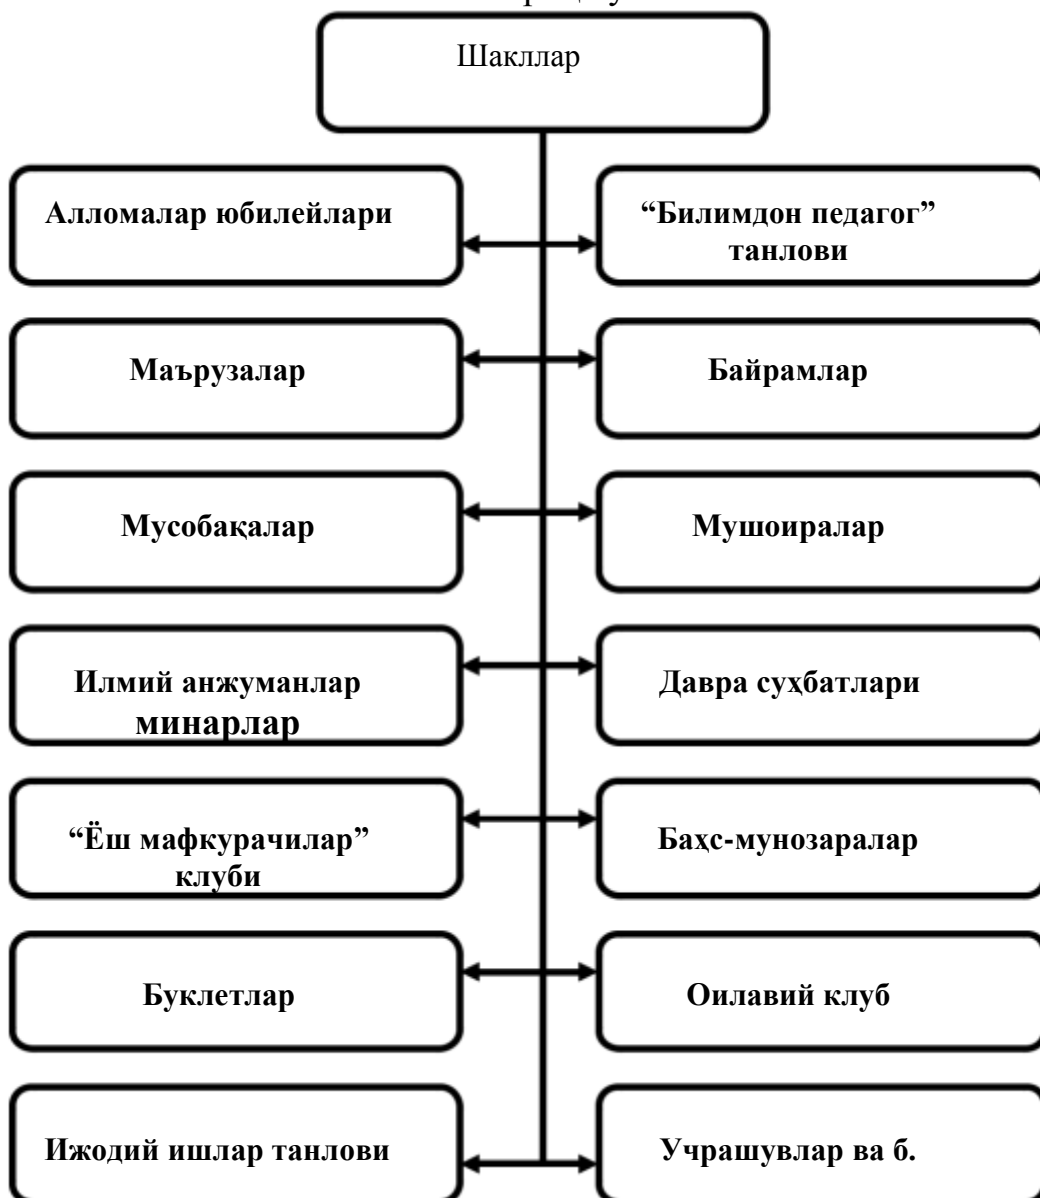 Шакллар
Алломалар юбилейлари
“Билимдон педагог”
танлови
Маърузалар
Байрамлар
Мусобақалар
Мушоиралар
Илмий анжуманлар
минарлар
Давра суҳбатлари
“Ёш мафкурачилар”
клуби
Баҳс-мунозаралар
Буклетлар
Оилавий клуб
Ижодий ишлар танлови
Учрашувлар ва б.